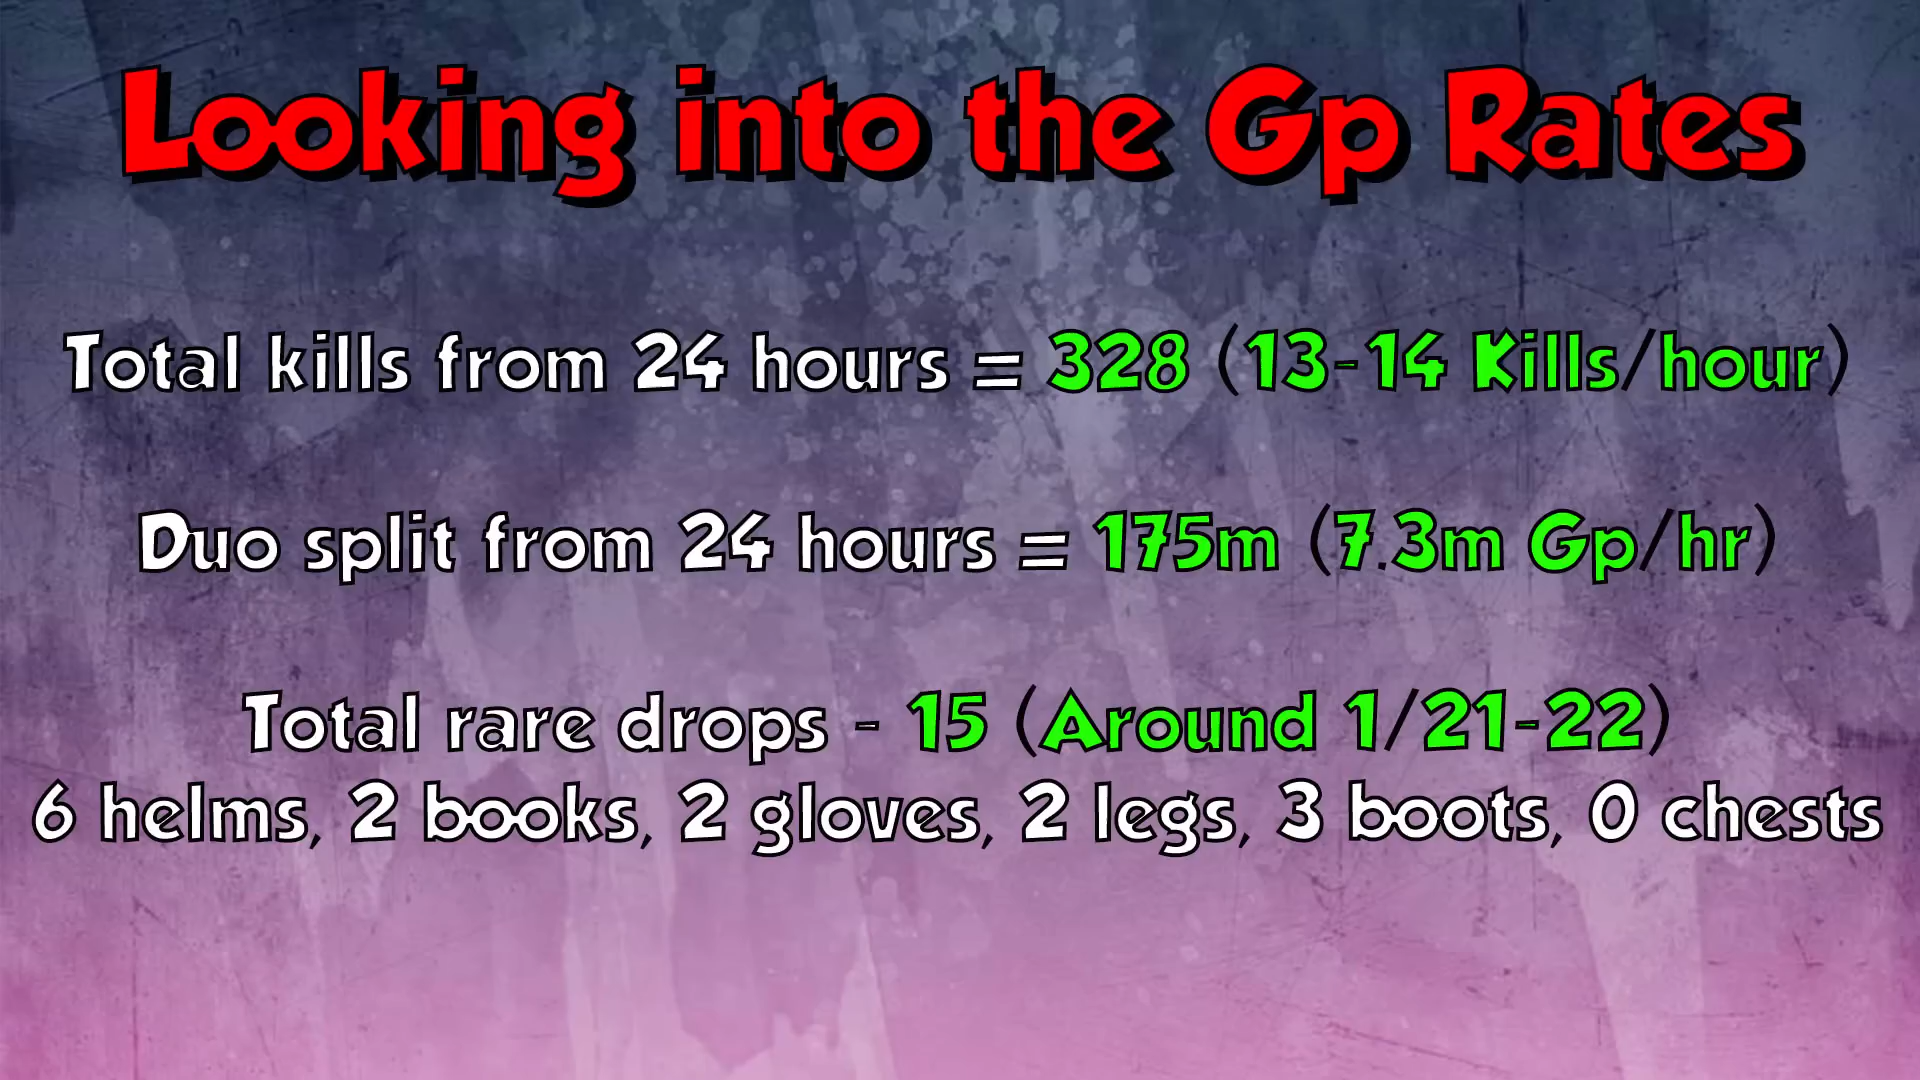 Looking into the Gp Rates
Total kills from 24 hours = 328 (13-14 Kills/hour)
Duo split from 24 hours = 175m (7.3m Gp/hr)
Total rare drops - 15 (Around 1/21-22)
6 helms, 2 books, 2 gloves, 2 legs, 3 boots, 0 chests